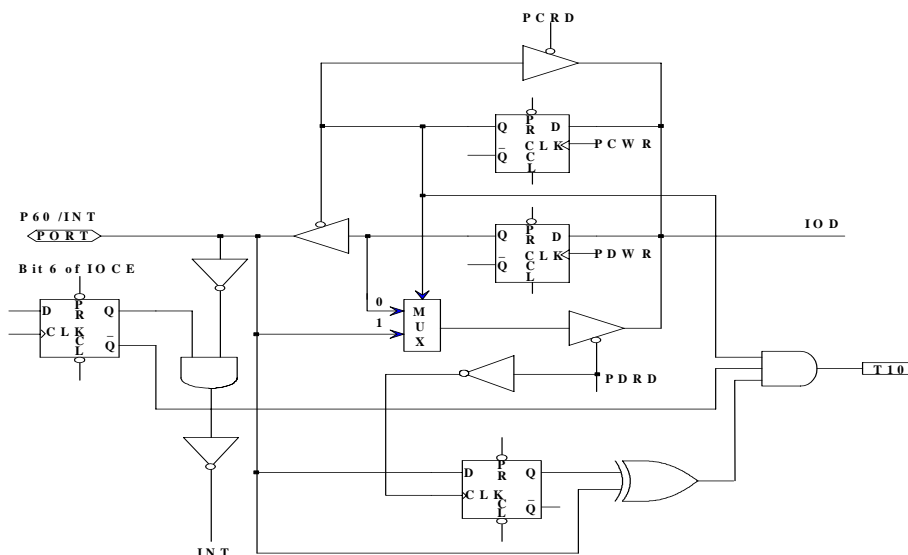 PCRD
Q PR D
CLK PCWR
Q CL
P60 /INT
PORT
IOD
Q PR D
CLK PDWR
Q CL
Bit 6 of IOCE
D PR Q
CLK
CL Q
0
1
MUX
PDRD
T10
D PR Q
CLK
CL Q
INT